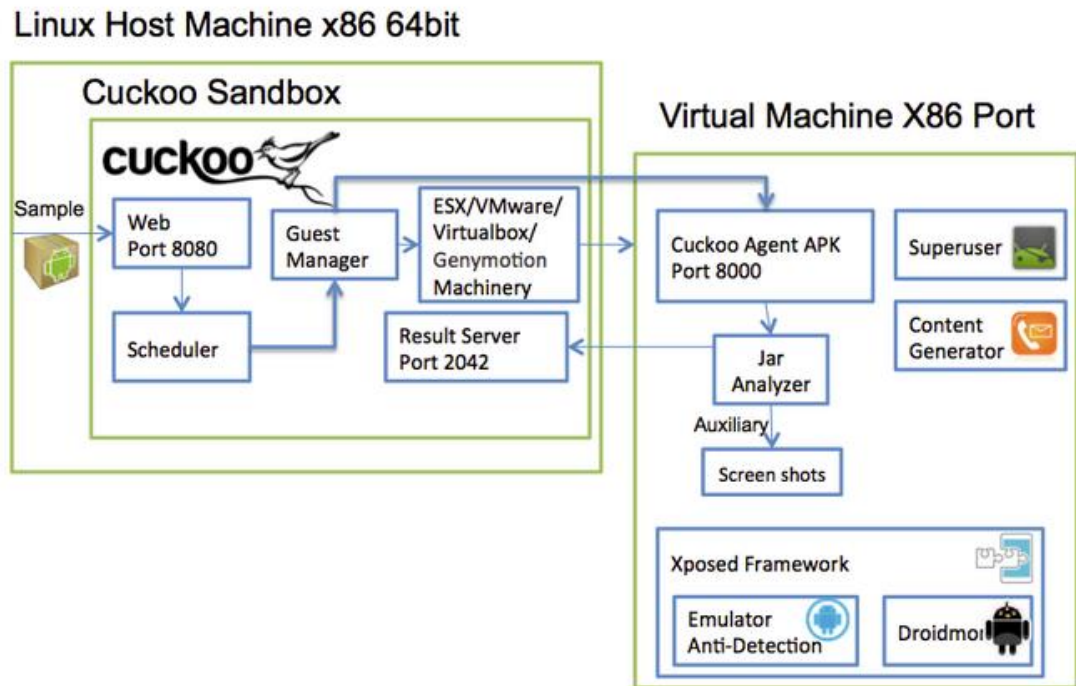 Linux Host Machine x86 64bit
Cuckoo Sandbox
cuckoo
Sample
Web
Port 8080
Scheduler
Guest
Manager
ESX/VMware/
Virtualbox/
Genymotion
Machinery
Result Server
Port 2042
Virtual Machine X86 Port
Cuckoo Agent APK
Port 8000
Superuser
Content
Generator
Jar
Analyzer
Auxiliary
Screen shots
Xposed Framework
Emulator
Anti-Detection
Droidmon